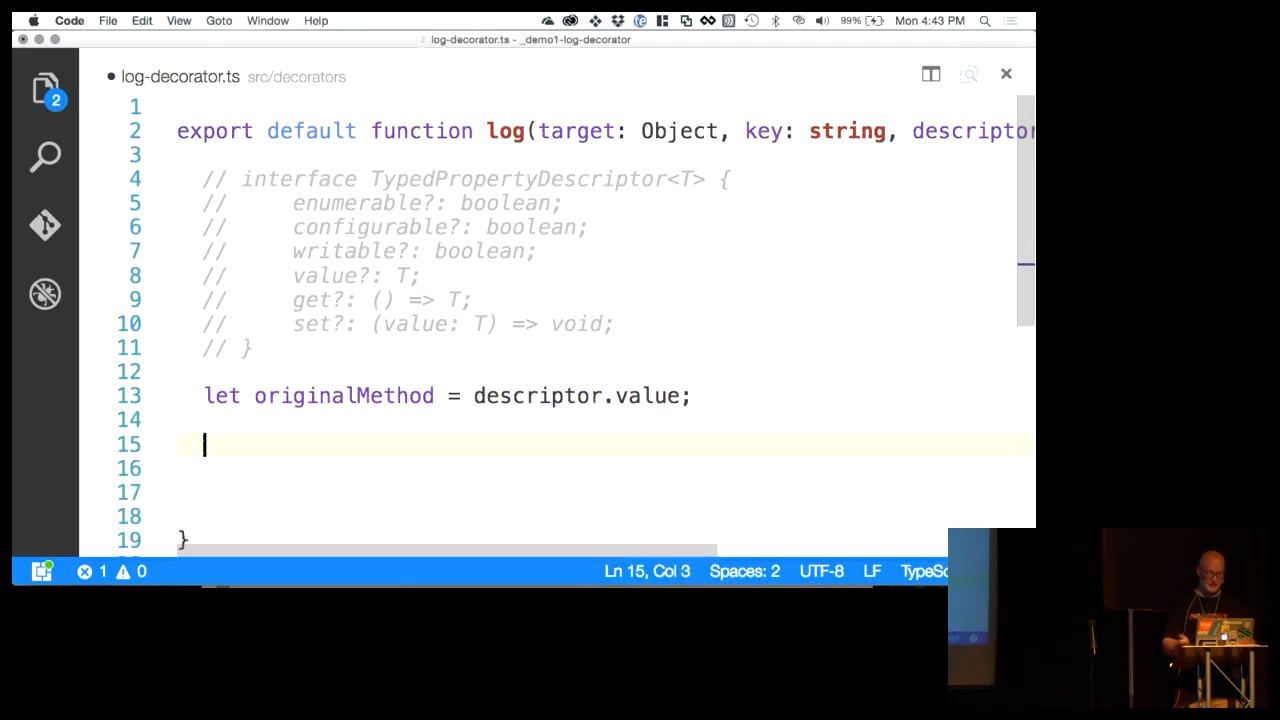 Code File Edit View Goto Window Help 99% Mon 4:43 PM
log-decorator.ts - _demo1-log-decorator
log-decorator.ts src/decorators
2
1
2 export default function log(target: Object, key: string, descriptor
3
4 // interface TypedPropertyDescriptor<T> {
5 // enumerable?: boolean;
6 // configurable?: boolean;
7 // writable?: boolean;
8 // value?: T;
9 // get?: () => T;
10 // set?: (value: T) => void;
11 // }
12
13 let originalMethod = descriptor.value;
14
15
16
17
18
19 }
1 0 Ln 15, Col 3 Spaces: 2 UTF-8 LF TypeSc